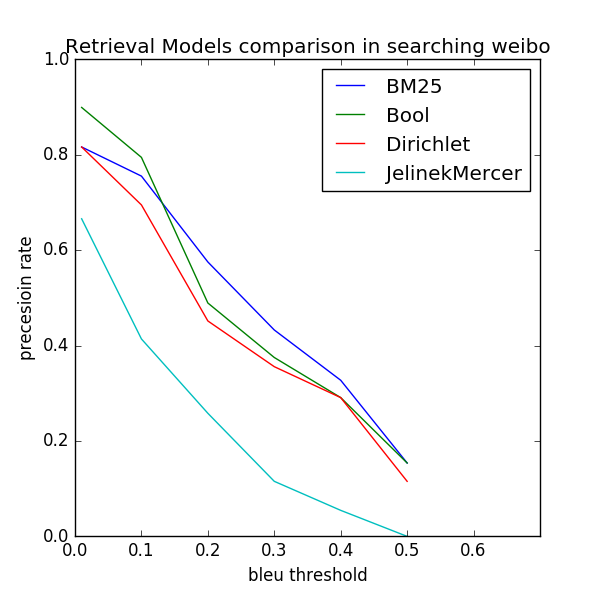 Retrieval Models comparison in searching weibo
1.0
0.8
0.6
0.4
0.2
0.0
precesioin rate
BM25
Bool
Dirichlet
JelinekMercer
0.0 0.1 0.2 0.3 0.4 0.5 0.6
bleu threshold